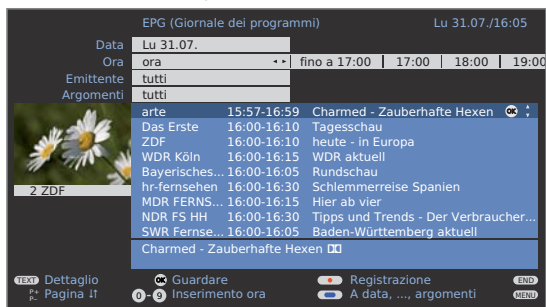 EPG (Giornale dei programmi) Lu 31.07./16:05
Data Lu 31.07.
Ora ora fino a 17:00 17:00 18:00 19:00
Emittente tutti
Argomenti tutti
arte 15:57-16:59 Charmed - Zauberhafte Hexen OK
Das Erste 16:00-16:10 Tagesschau
ZDF 16:00-16:10 heute - in Europa
WDR Köln 16:00-16:15 WDR aktuell
Bayerisches... 16:00-16:05 Rundschau
hr-fernsehen 16:00-16:30 Schlemmerreise Spanien
MDR FERNS... 16:00-16:15 Hier ab vier
NDR FS HH 16:00-16:30 Tipps und Trends - Der Verbraucher...
SWR Fernse... 16:00-16:05 Baden-Württemberg aktuell
2 ZDF
Charmed - Zauberhafte Hexen
TEXT Dettaglio OK Guardare Registrazione END
P+ P- Pagina 0-9 Inserimento ora A data, ..., argomenti MENU